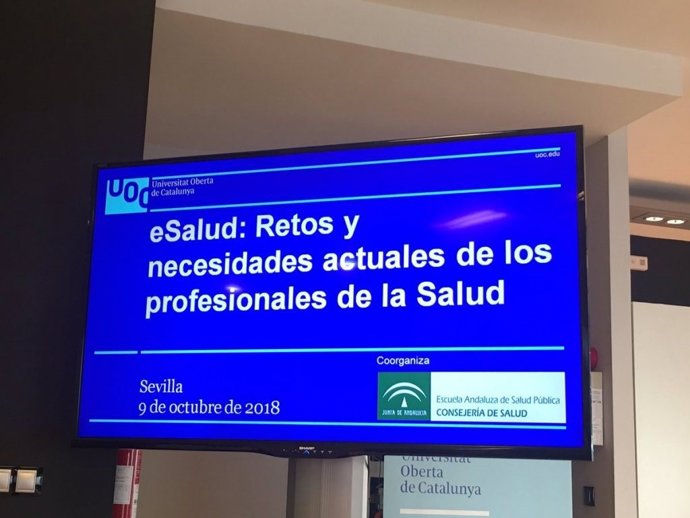 uoc.edu
UOC
Universitat Oberta
de Catalunya
eSalud: Retos y
necesidades actuales de los
profesionales de la Salud
Coorganiza
Sevilla
9 de octubre de 2018
JUNTA DE ANDALUCIA
Escuela Andaluza de Salud Pública
CONSEJERÍA DE SALUD
SHARP
Universitat
Oberta
de Catalunya